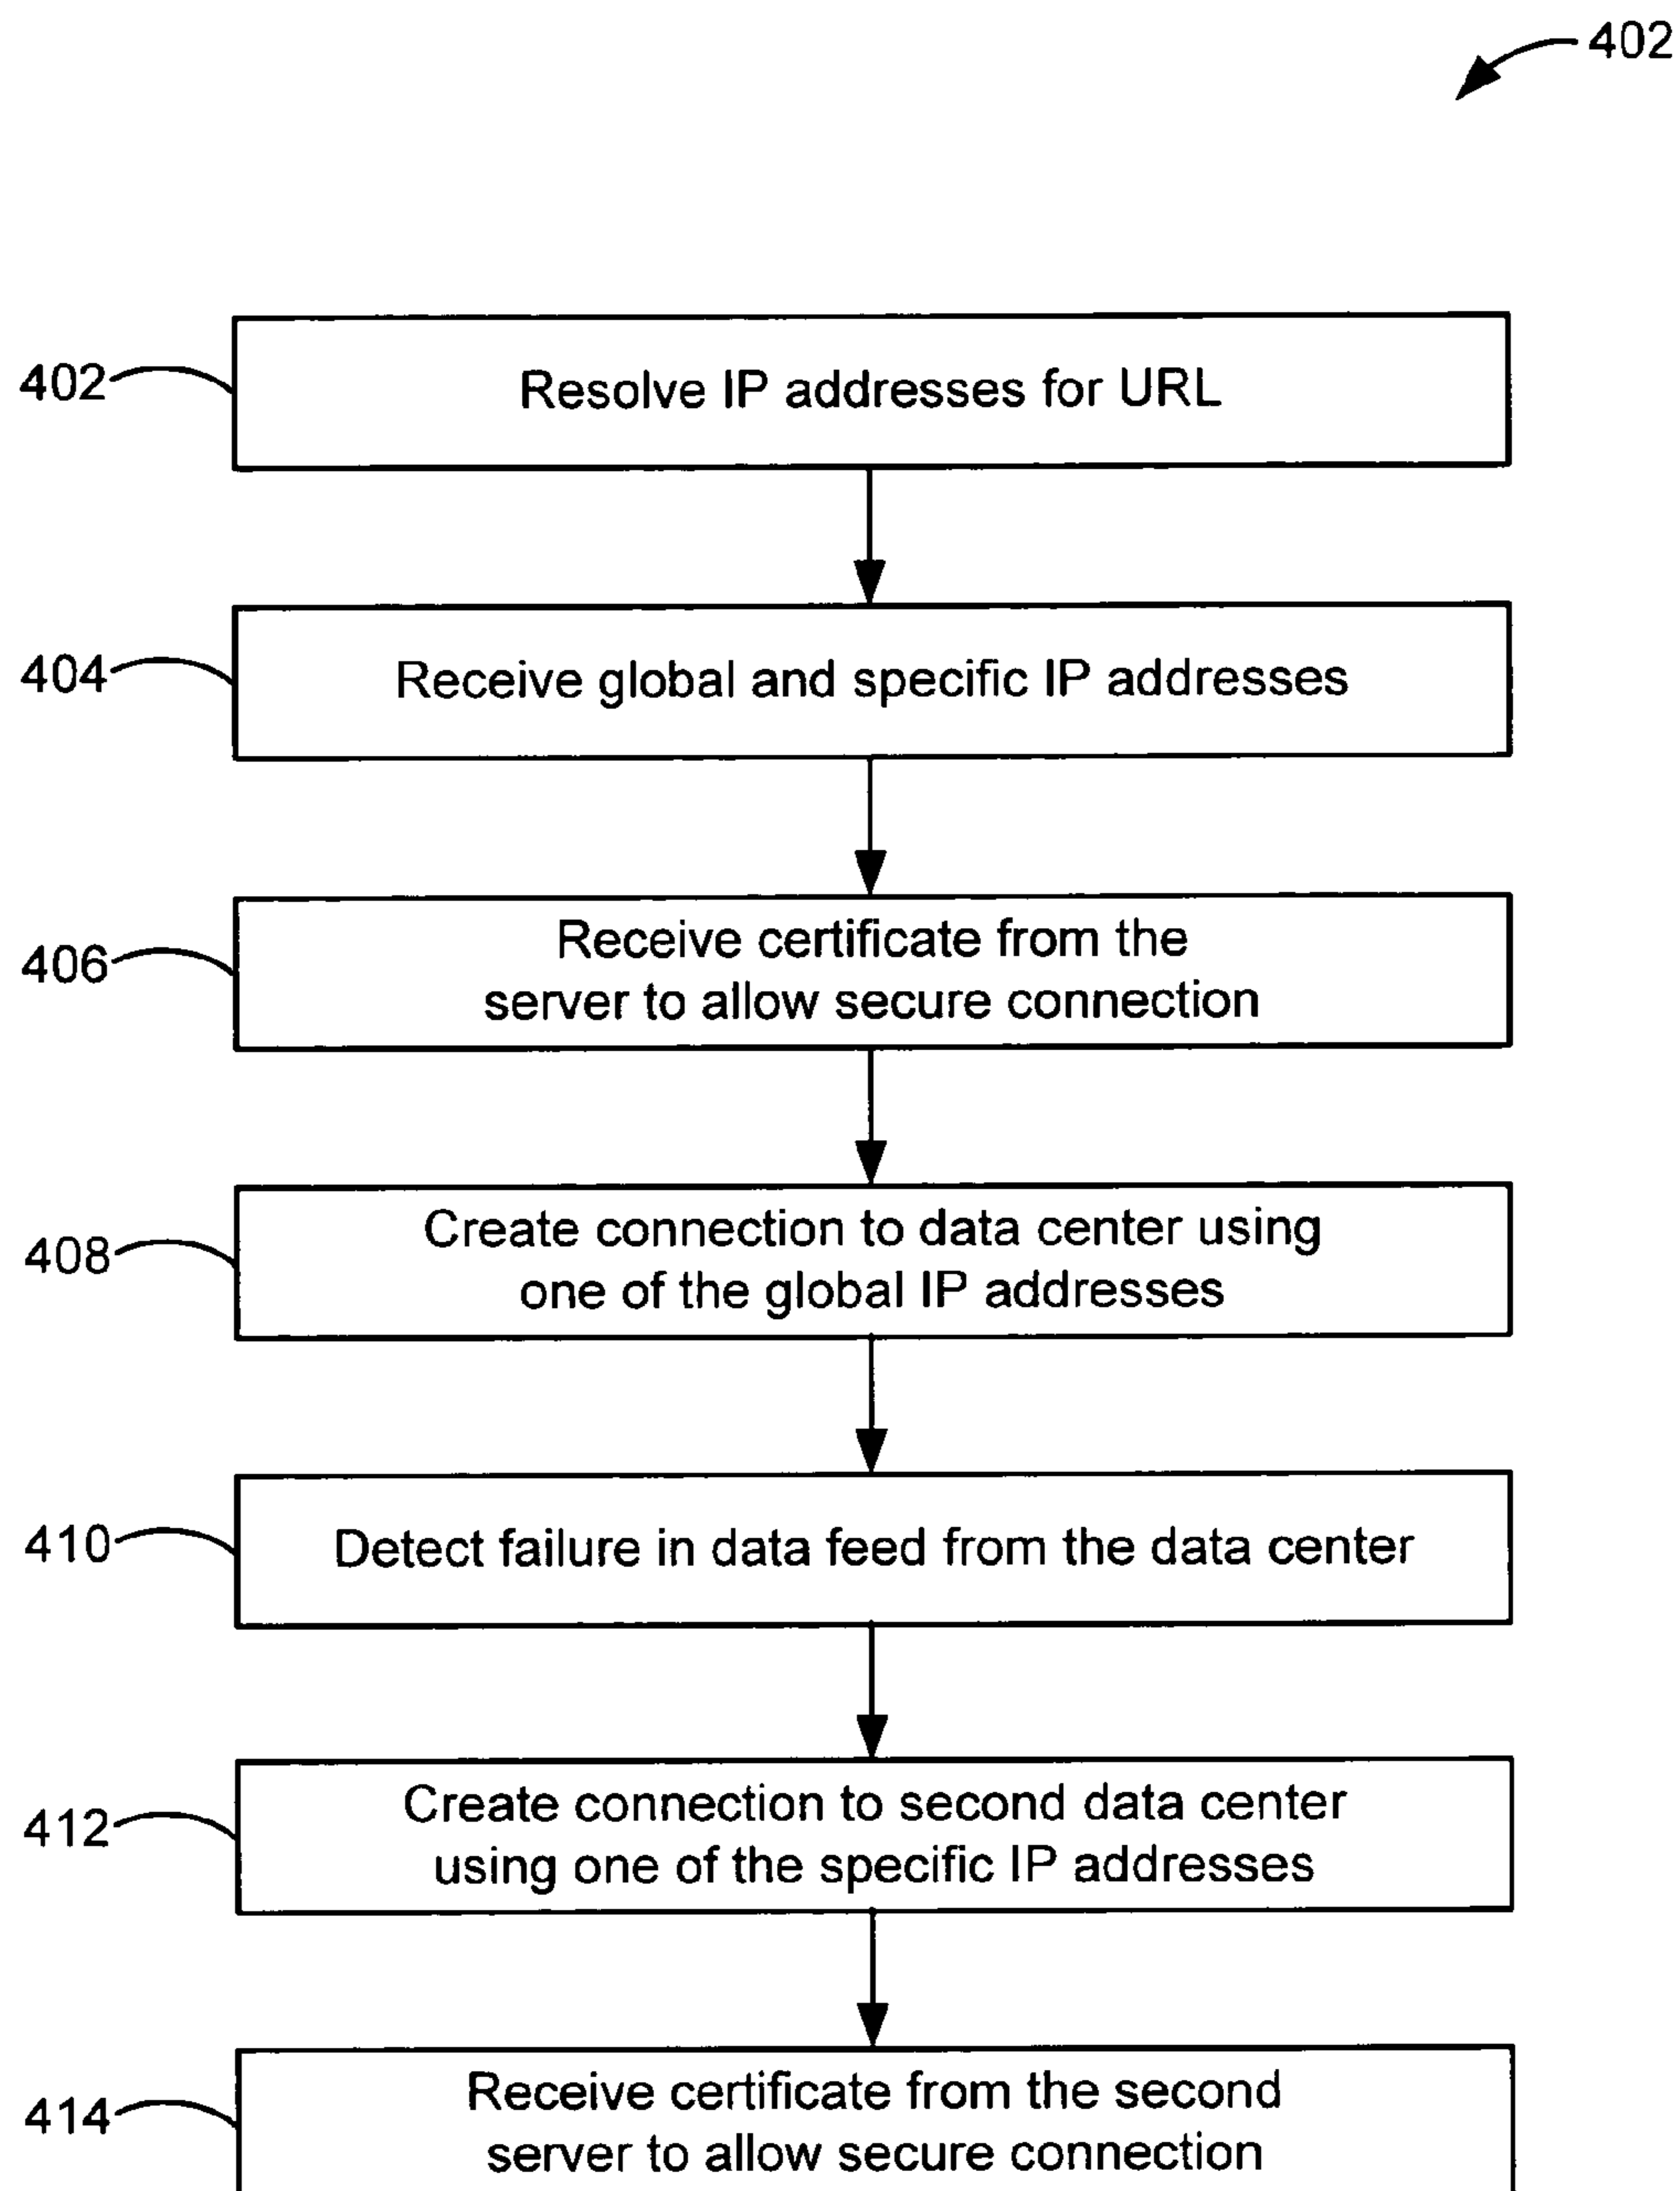 402
402
Resolve IP addresses for URL
404
Receive global and specific IP addresses
406
Receive certificate from the
server to allow secure connection
408
Create connection to data center using
one of the global IP addresses
410
Detect failure in data feed from the data center
412
Create connection to second data center
using one of the specific IP addresses
414
Receive certificate from the second
server to allow secure connection